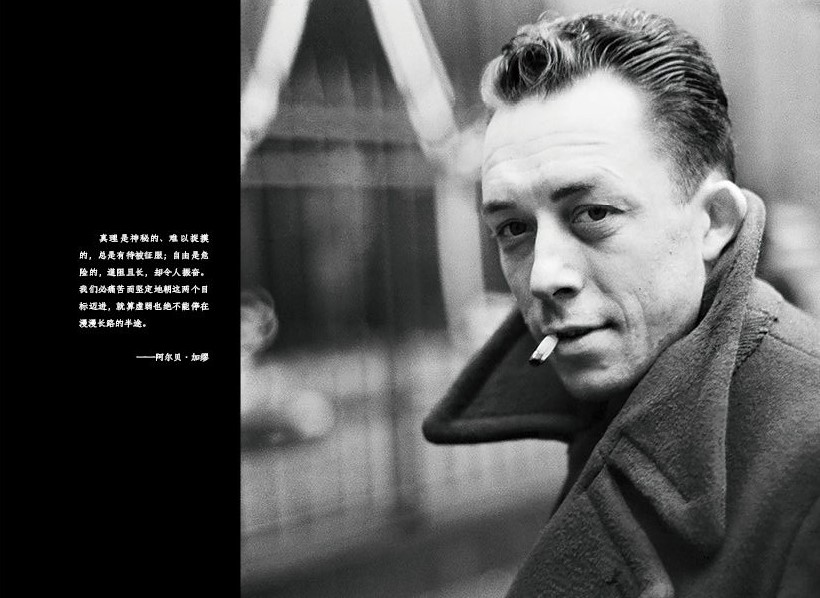 真理是神秘的、难以捉摸
的，总是有待被征服；自由是危
险的，道阻且长，却令人振奋。
我们必痛苦而坚定地朝这两个目
标迈进，就算虚弱也绝不能停在
漫漫长路的半途。
——阿尔贝·加缪